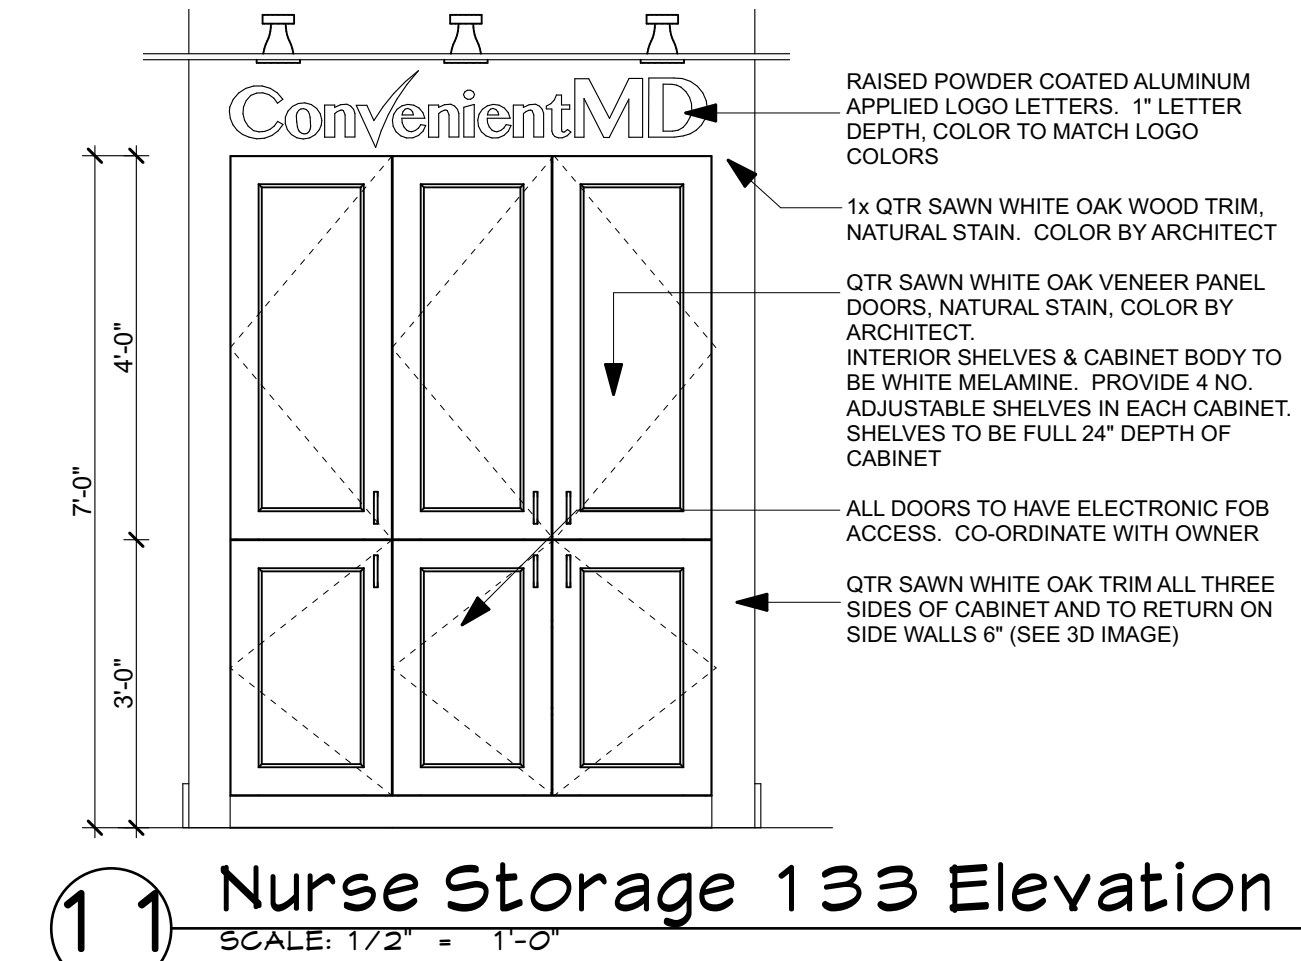 ConvenientMD
RAISED POWDER COATED ALUMINUM
APPLIED LOGO LETTERS. 1" LETTER
DEPTH, COLOR TO MATCH LOGO
COLORS
1x QTR SAWN WHITE OAK WOOD TRIM,
NATURAL STAIN. COLOR BY ARCHITECT
QTR SAWN WHITE OAK VENEER PANEL
DOORS, NATURAL STAIN, COLOR BY
ARCHITECT.
INTERIOR SHELVES & CABINET BODY TO
BE WHITE MELAMINE. PROVIDE 4 NO.
ADJUSTABLE SHELVES IN EACH CABINET.
SHELVES TO BE FULL 24" DEPTH OF
CABINET
ALL DOORS TO HAVE ELECTRONIC FOB
ACCESS. CO-ORDINATE WITH OWNER
QTR SAWN WHITE OAK TRIM ALL THREE
SIDES OF CABINET AND TO RETURN ON
SIDE WALLS 6" (SEE 3D IMAGE)
4'-0"
7'-0"
3'-0"
11
Nurse Storage 133 Elevation
SCALE: 1/2" = 1'-0"